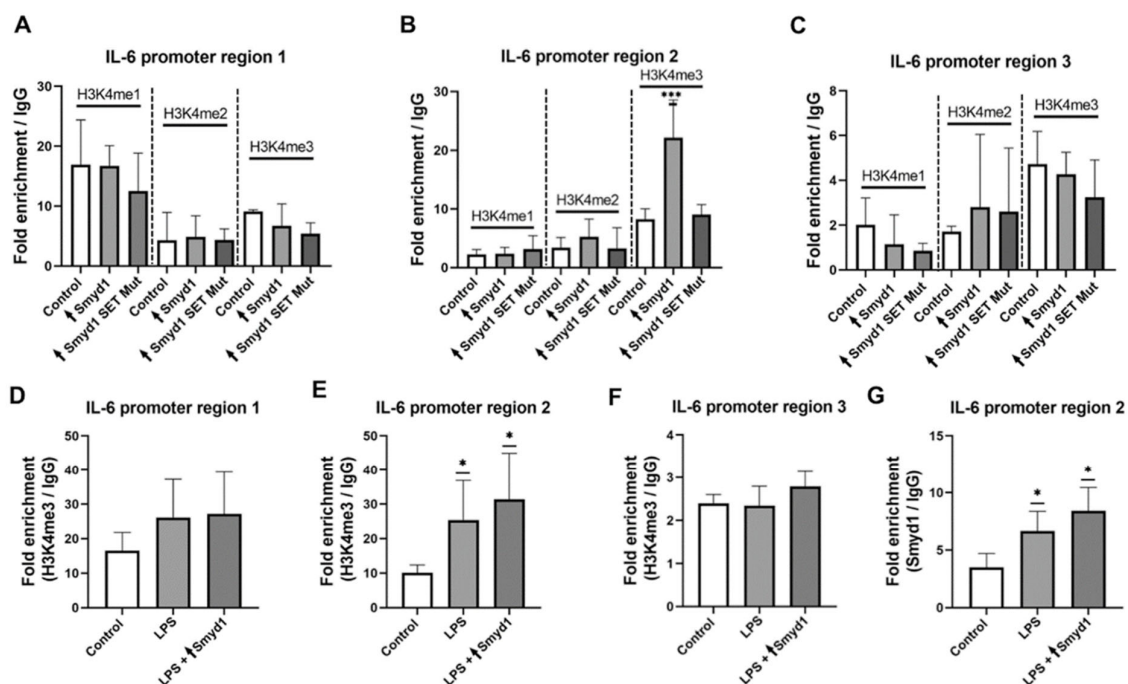 A
IL-6 promoter region 1
Fold enrichment / IgG
30
20
10
0
H3K4me1
H3K4me2
H3K4me3
Control
↑ Smyd1
↑ Smyd1 SET Mut
Control
↑ Smyd1
↑ Smyd1 SET Mut
Control
↑ Smyd1
↑ Smyd1 SET Mut
B
IL-6 promoter region 2
Fold enrichment / IgG
30
20
10
0
H3K4me1
H3K4me2
H3K4me3
***
Control
↑ Smyd1
↑ Smyd1 SET Mut
Control
↑ Smyd1
↑ Smyd1 SET Mut
Control
↑ Smyd1
↑ Smyd1 SET Mut
C
IL-6 promoter region 3
Fold enrichment / IgG
8
6
4
2
0
H3K4me1
H3K4me2
H3K4me3
Control
↑ Smyd1
↑ Smyd1 SET Mut
Control
↑ Smyd1
↑ Smyd1 SET Mut
Control
↑ Smyd1
↑ Smyd1 SET Mut
D
IL-6 promoter region 1
Fold enrichment
(H3K4me3 / IgG)
50
40
30
20
10
0
Control
LPS
LPS + ↑Smyd1
E
IL-6 promoter region 2
Fold enrichment
(H3K4me3 / IgG)
50
40
30
20
10
0
*
*
Control
LPS
LPS + ↑Smyd1
F
IL-6 promoter region 3
Fold enrichment
(H3K4me3 / IgG)
4
3
2
1
0
Control
LPS
LPS + ↑Smyd1
G
IL-6 promoter region 2
Fold enrichment
(Smyd1 / IgG)
15
10
5
0
*
*
Control
LPS
LPS + ↑Smyd1